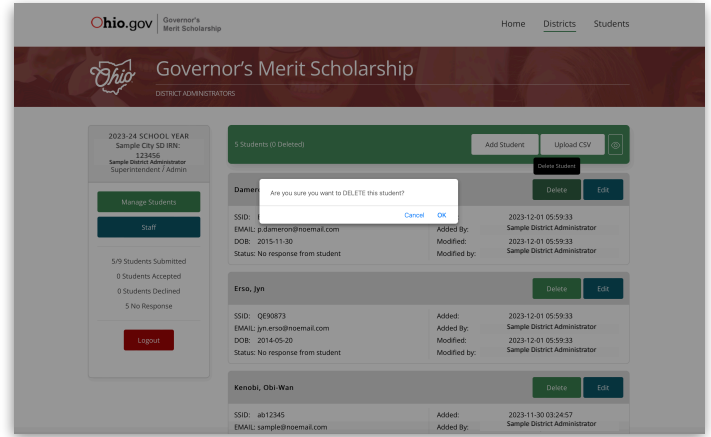 Ohio.gov
Governor's
Merit Scholarship
Home Districts Students
Ohio
Governor's Merit Scholarship
DISTRICT ADMINISTRATORS
2023-24 SCHOOL YEAR
Sample City SD IRN:
123456
Sample District Administrator
Superintendent / Admin
Manage Students
Staff
5/9 Students Submitted
0 Students Accepted
0 Students Declined
5 No Response
Logout
5 Students (0 Deleted) Add Student Upload CSV
Delete Student
Are you sure you want to DELETE this student?
Cancel OK
Delete Edit
SSID:
EMAIL: p.dameron@noemail.com
DOB: 2015-11-30
Status: No response from student
2023-12-01 05:59:33
Added By: Sample District Administrator
Modified: 2023-12-01 05:59:33
Modified by: Sample District Administrator
Erso, Jyn Delete Edit
SSID: QE90873
EMAIL: jyn.erso@noemail.com
DOB: 2014-05-20
Status: No response from student
Added: 2023-12-01 05:59:33
Added By: Sample District Administrator
Modified: 2023-12-01 05:59:33
Modified by: Sample District Administrator
Kenobi, Obi-Wan Delete Edit
SSID: ab12345
EMAIL: sample@noemail.com
Added: 2023-11-30 03:24:57
Added By: Sample District Administrator